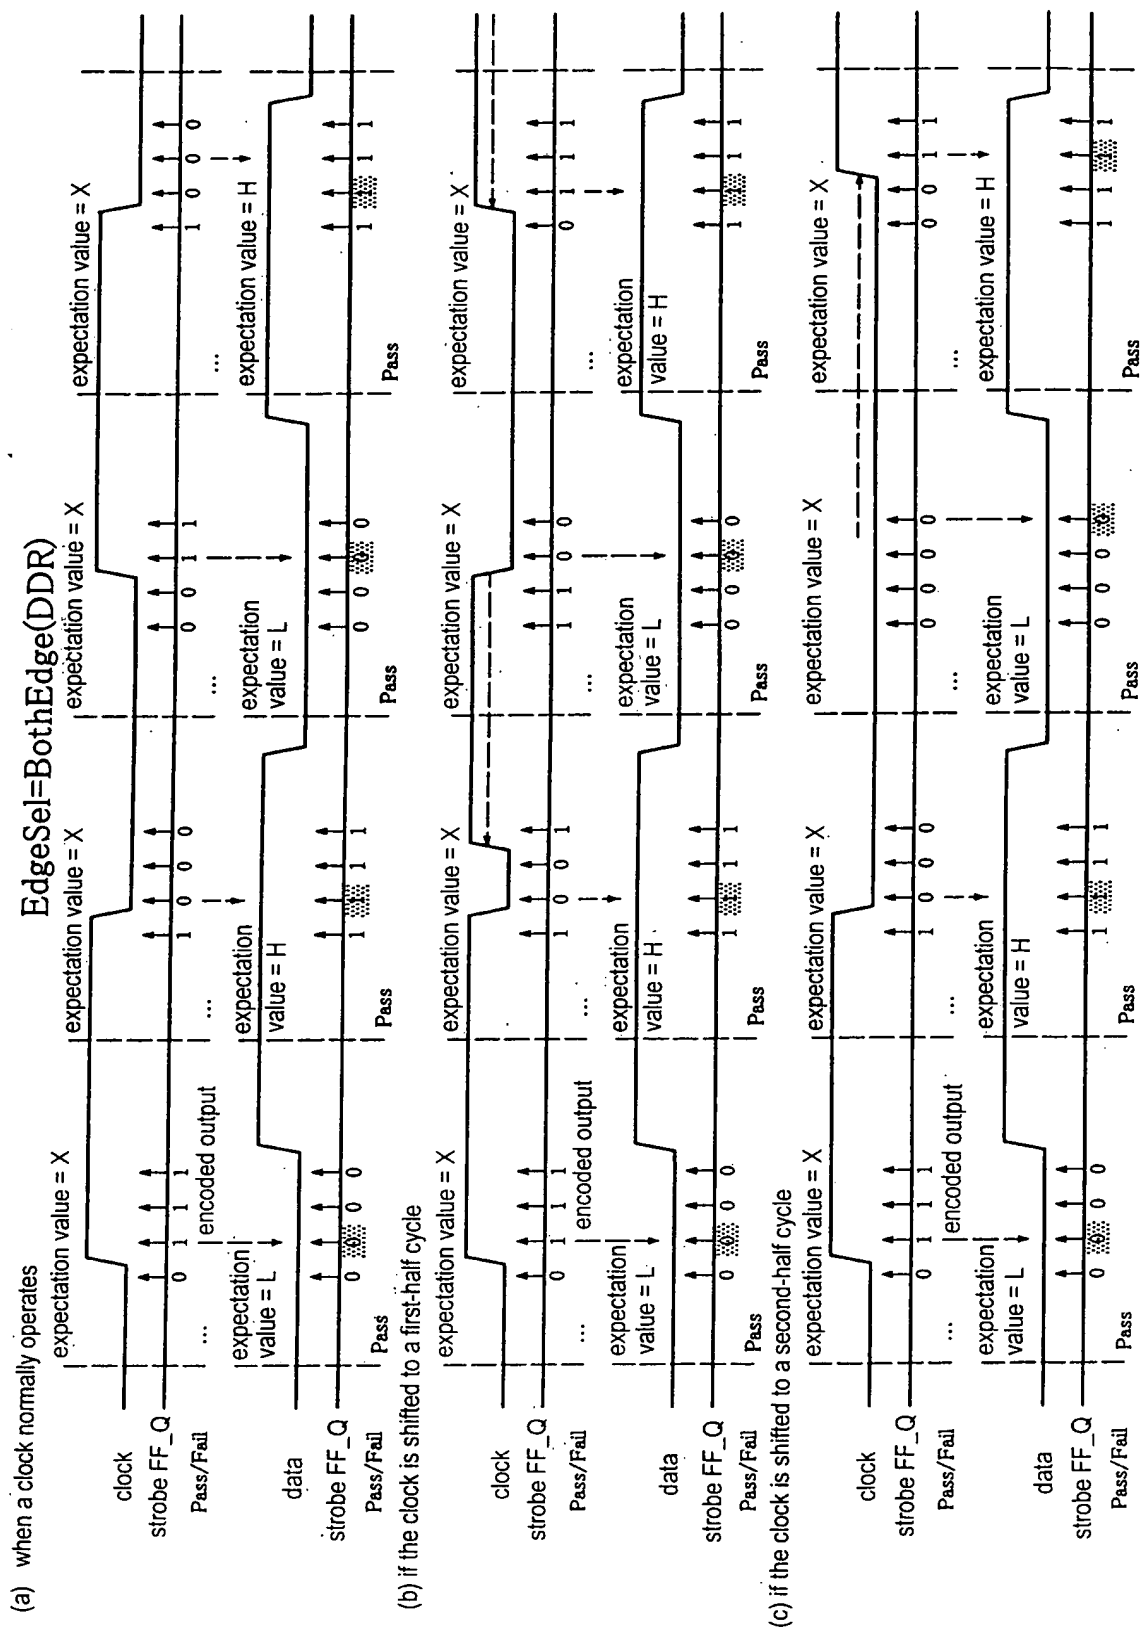 EdgeSel=BothEdge(DDR)
(a) when a clock normally operates
expectation value = X expectation value = X expectation value = X expectation value = X
clock
strobe FF_Q
Pass/Fail
... 0 1 1 1 ... 1 0 0 0 ... 0 0 1 1 ... 1 0 0 0
encoded output
expectation value = L
expectation value = H
expectation value = L
expectation value = H
data
strobe FF_Q
0 0 0 0 1 1 1 1 0 0 0 0 1 1 1 1
Pass/Fail Pass Pass Pass Pass
(b) if the clock is shifted to a first-half cycle
expectation value = X expectation value = X expectation value = X expectation value = X
clock
strobe FF_Q
Pass/Fail
... 0 1 1 1 ... 1 0 0 1 ... 1 1 0 0 ... 0 1 1 1
encoded output
expectation value = L
expectation value = H
expectation value = L
expectation value = H
data
strobe FF_Q
0 0 0 0 1 1 1 1 0 0 0 0 1 1 1 1
Pass/Fail Pass Pass Pass Pass
(c) if the clock is shifted to a second-half cycle
expectation value = X expectation value = X expectation value = X expectation value = X
clock
strobe FF_Q
Pass/Fail
... 0 1 1 1 ... 1 0 0 0 ... 0 0 0 0 ... 0 0 1 1
encoded output
expectation value = L
expectation value = H
expectation value = L
expectation value = H
data
strobe FF_Q
0 0 0 0 1 1 1 1 0 0 0 0 1 1 1 1
Pass/Fail Pass Pass Pass Pass